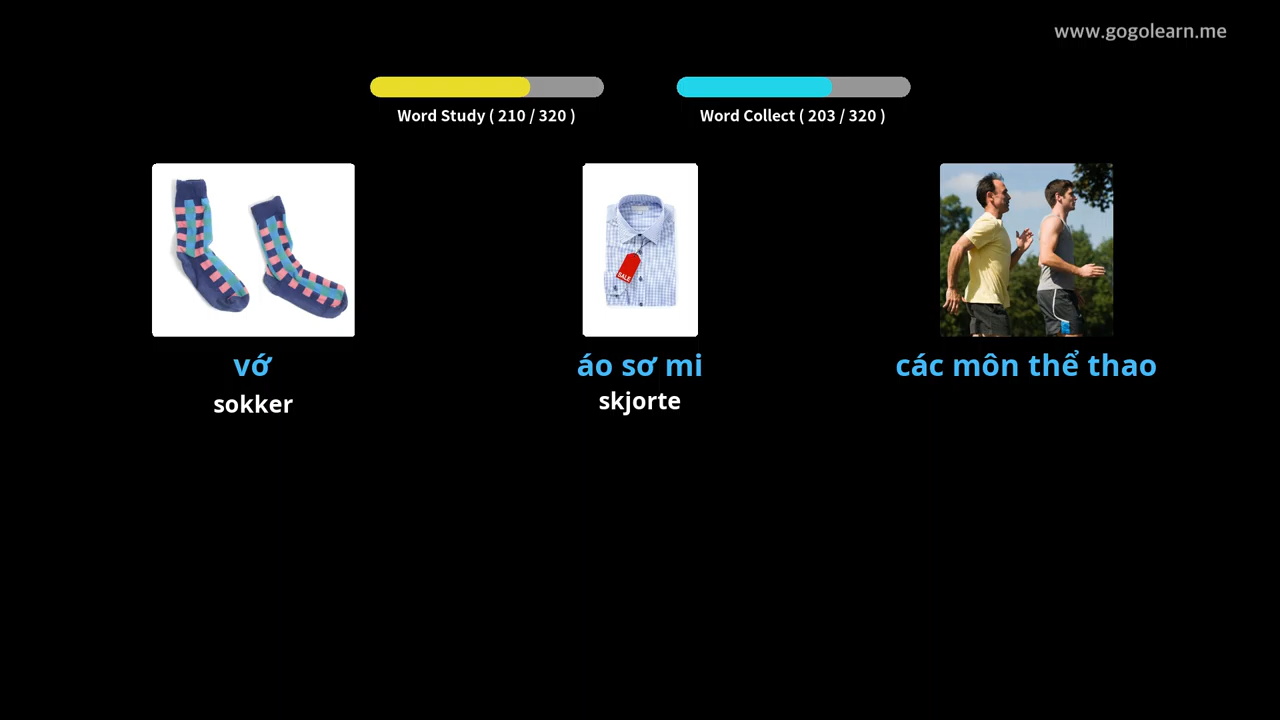 www.gogolearn.me
Word Study ( 210 / 320 )
Word Collect ( 203 / 320 )
SALE
vớ
sokker
áo sơ mi
skjorte
các môn thể thao